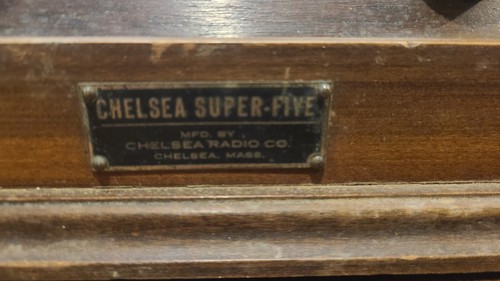 CHELSEA SUPER-FIVE
MFD. BY
CHELSEA RADIO CO.
CHELSEA, MASS.